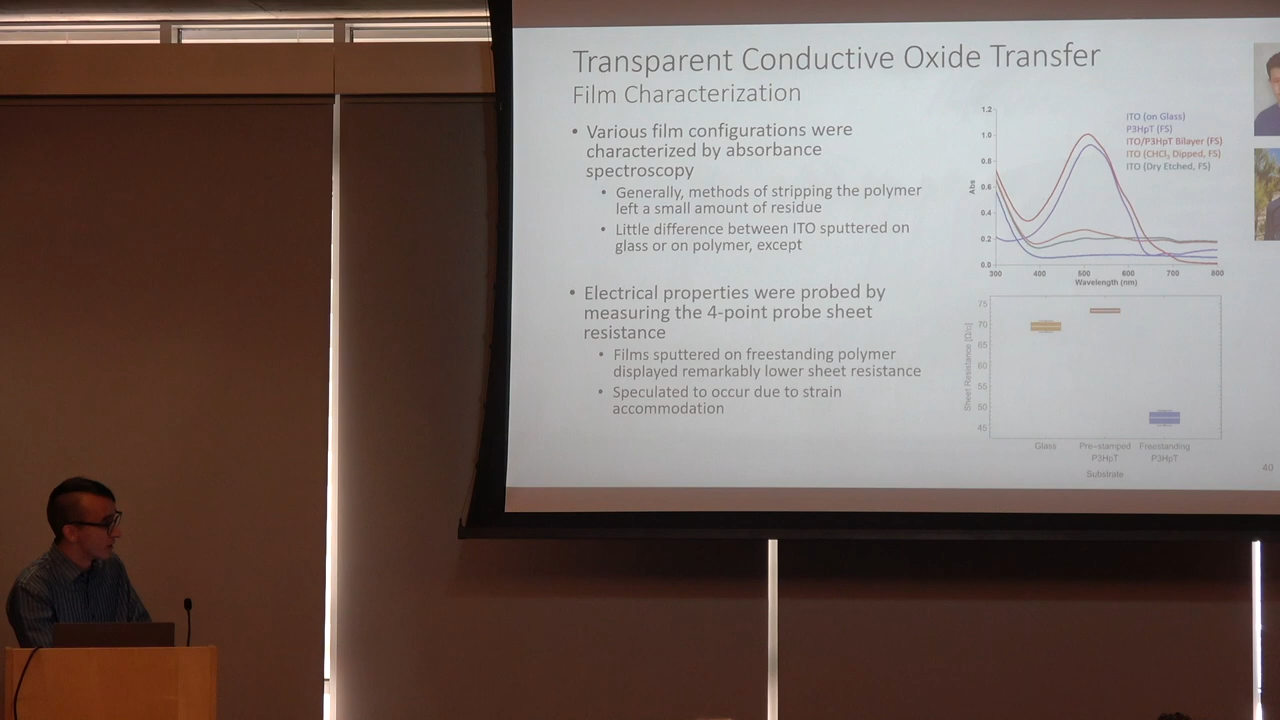 Transparent Conductive Oxide Transfer
Film Characterization
• Various film configurations were
characterized by absorbance
spectroscopy
• Generally, methods of stripping the polymer
left a small amount of residue
• Little difference between ITO sputtered on
glass or on polymer, except
• Electrical properties were probed by
measuring the 4-point probe sheet
resistance
• Films sputtered on freestanding polymer
displayed remarkably lower sheet resistance
• Speculated to occur due to strain
accommodation
1.2
1.0
0.8
0.6
0.4
0.2
0.0
Abs
300 400 500 600 700 800
Wavelength (nm)
ITO (on Glass)
P3HpT (FS)
ITO/P3HpT Bilayer (FS)
ITO (CHCl₃ Dipped, FS)
ITO (Dry Etched, FS)
75
70
65
60
55
50
45
Sheet Resistance [Ω/□]
Glass Pre-stamped Freestanding
P3HpT P3HpT
Substrate
40